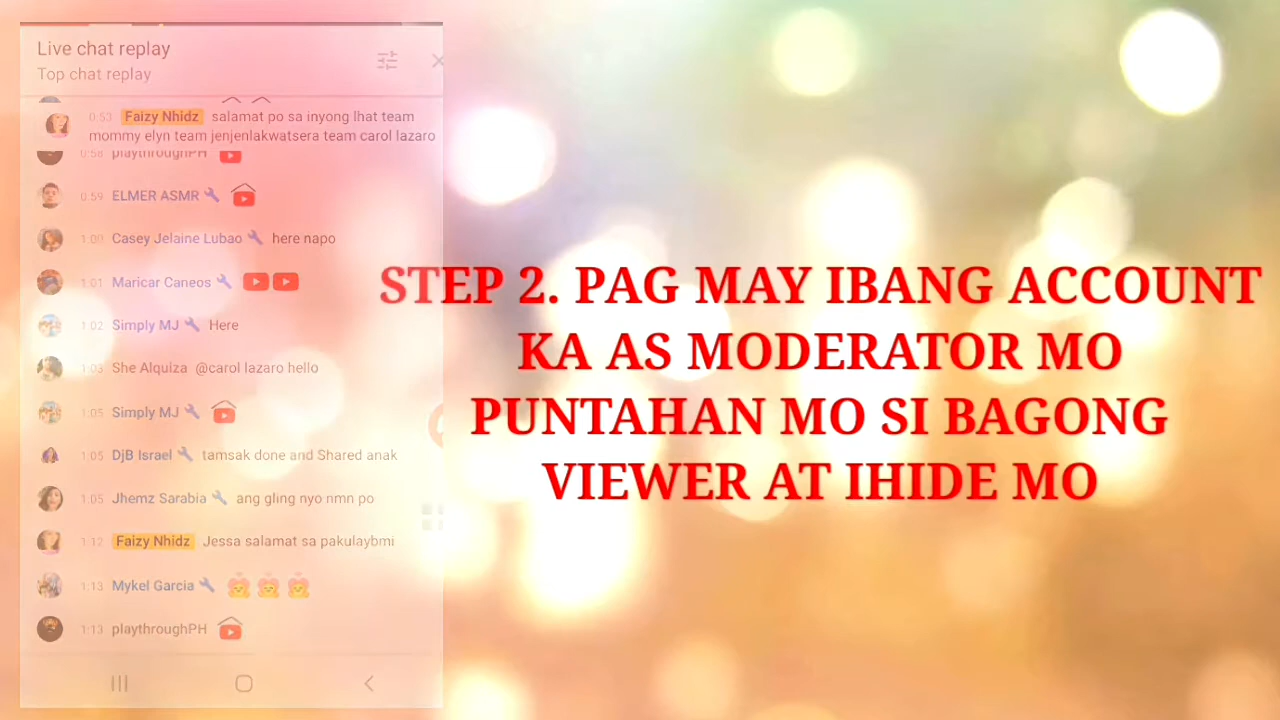 Live chat replay
Top chat replay
0:53 Faizy Nhidz salamat po sa inyong lhat team
mommy elyn team jenjenlakwatsera team carol lazaro
0:58 playthroughPH
0:59 ELMER ASMR
1:00 Casey Jelaine Lubao here napo
1:01 Maricar Caneos
1:02 Simply MJ Here
1:03 She Alquiza @carol lazaro hello
1:05 Simply MJ
1:05 DjB Israel tamsak done and Shared anak
1:05 Jhemz Sarabia ang gling nyo nmn po
1:12 Faizy Nhidz Jessa salamat sa pakulaybmi
1:13 Mykel Garcia
1:13 playthroughPH
STEP 2. PAG MAY IBANG ACCOUNT
KA AS MODERATOR MO
PUNTAHAN MO SI BAGONG
VIEWER AT IHIDE MO